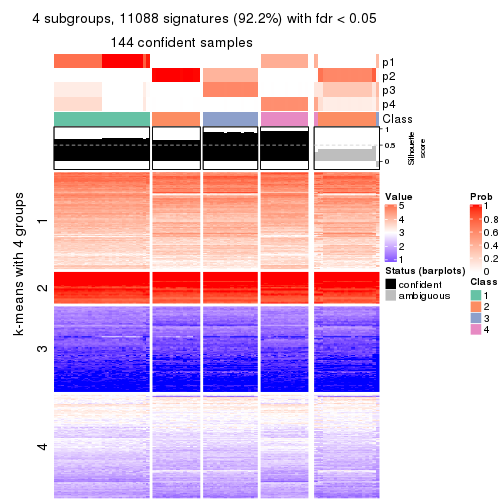 4 subgroups, 11088 signatures (92.2%) with fdr < 0.05
144 confident samples
p1
p2
p3
p4
Class
1
0.5
0
Silhouette
score
k-means with 4 groups
1
2
3
4
Value
5
4
3
2
1
Status (barplots)
confident
ambiguous
Prob
1
0.8
0.6
0.4
0.2
0
Class
1
2
3
4